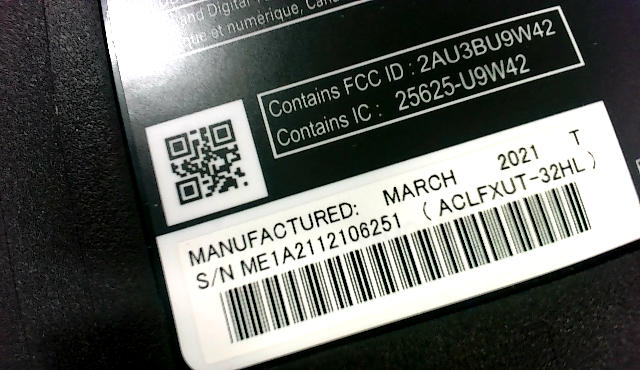 and Digital
que et numérique, Can
Contains FCC ID : 2AU3BU9W42
Contains IC : 25625-U9W42
MANUFACTURED: MARCH 2021 T
S/N ME1A2112106251 ( ACLFXUT-32HL )